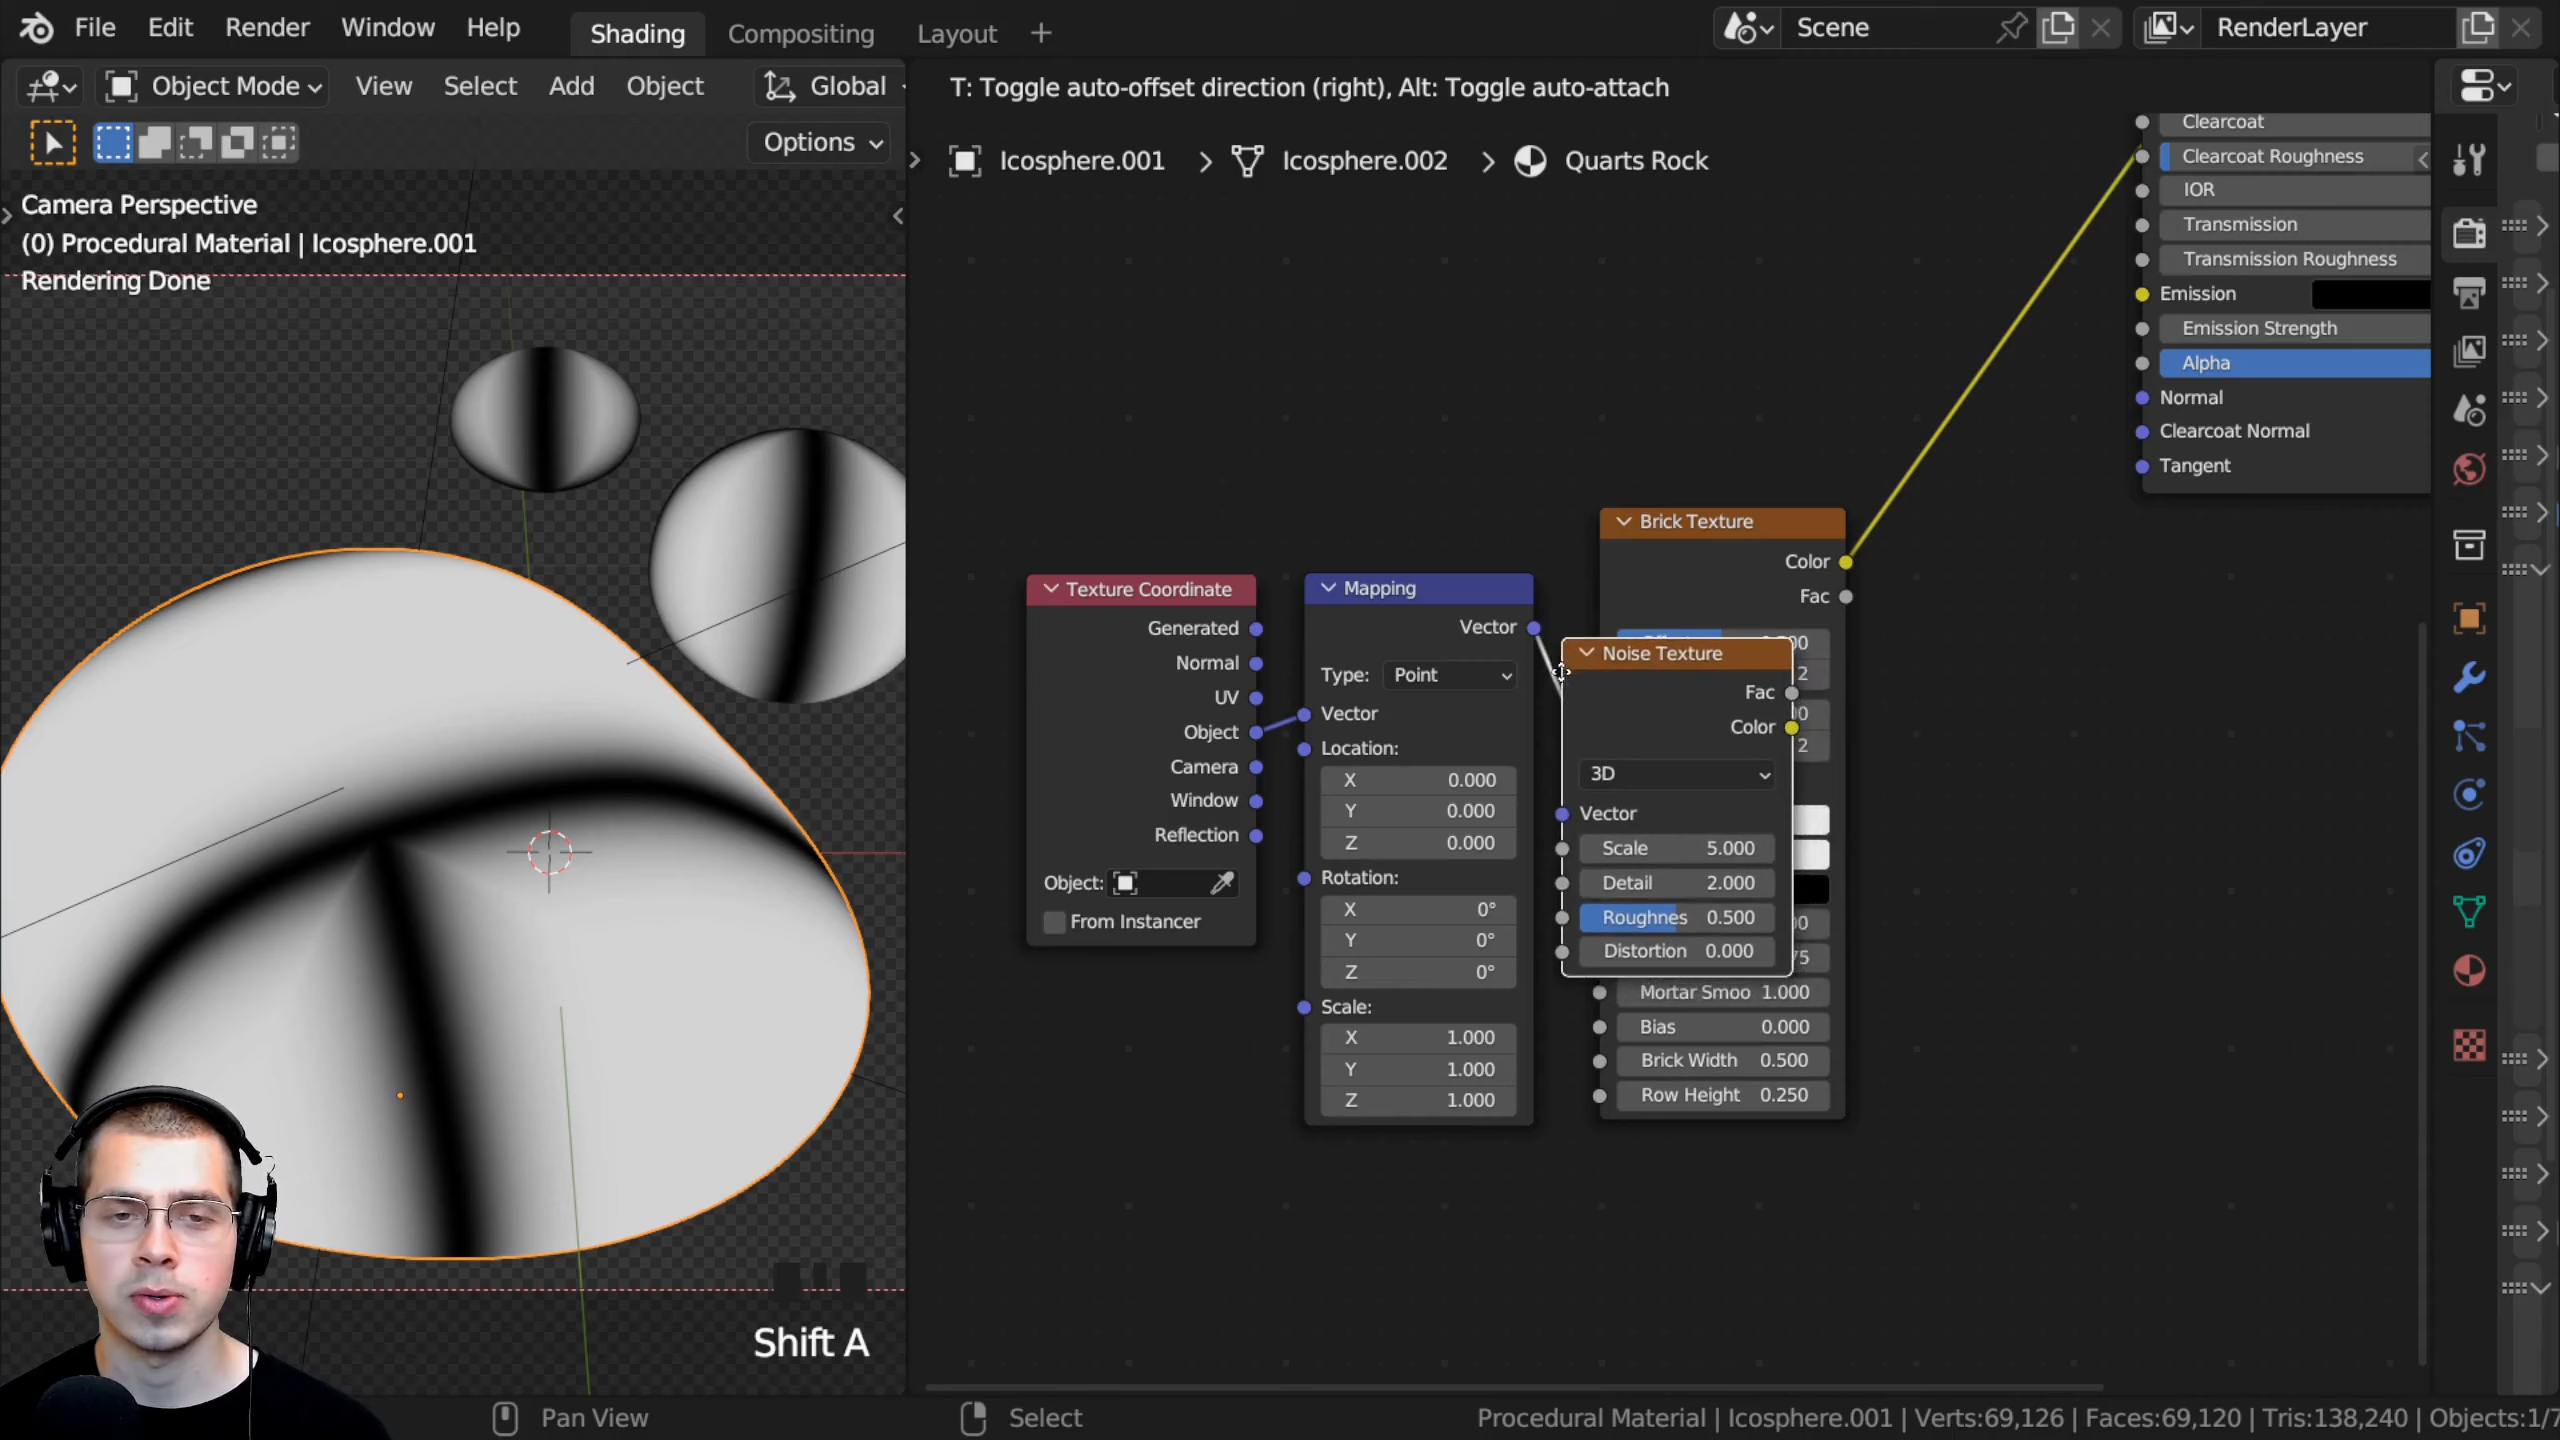 File Edit Render Window Help Shading Compositing Layout + Scene RenderLayer
Object Mode View Select Add Object Global
T: Toggle auto-offset direction (right), Alt: Toggle auto-attach
Options
Icosphere.001 > Icosphere.002 > Quarts Rock
Camera Perspective
(0) Procedural Material | Icosphere.001
Rendering Done
Clearcoat
Clearcoat Roughness
IOR
Transmission
Transmission Roughness
Emission
Emission Strength
Alpha
Normal
Clearcoat Normal
Tangent
Texture Coordinate
Generated
Normal
UV
Object
Camera
Window
Reflection
Object:
From Instancer
Mapping
Vector
Type: Point
Vector
Location:
X 0.000
Y 0.000
Z 0.000
Rotation:
X 0°
Y 0°
Z 0°
Scale:
X 1.000
Y 1.000
Z 1.000
Brick Texture
Color
Fac
Noise Texture
Fac
Color
3D
Vector
Scale 5.000
Detail 2.000
Roughnes 0.500
Distortion 0.000
Mortar Smoo 1.000
Bias 0.000
Brick Width 0.500
Row Height 0.250
Shift A
Pan View Select Procedural Material | Icosphere.001 | Verts:69,126 | Faces:69,120 | Tris:138,240 | Objects:1/7